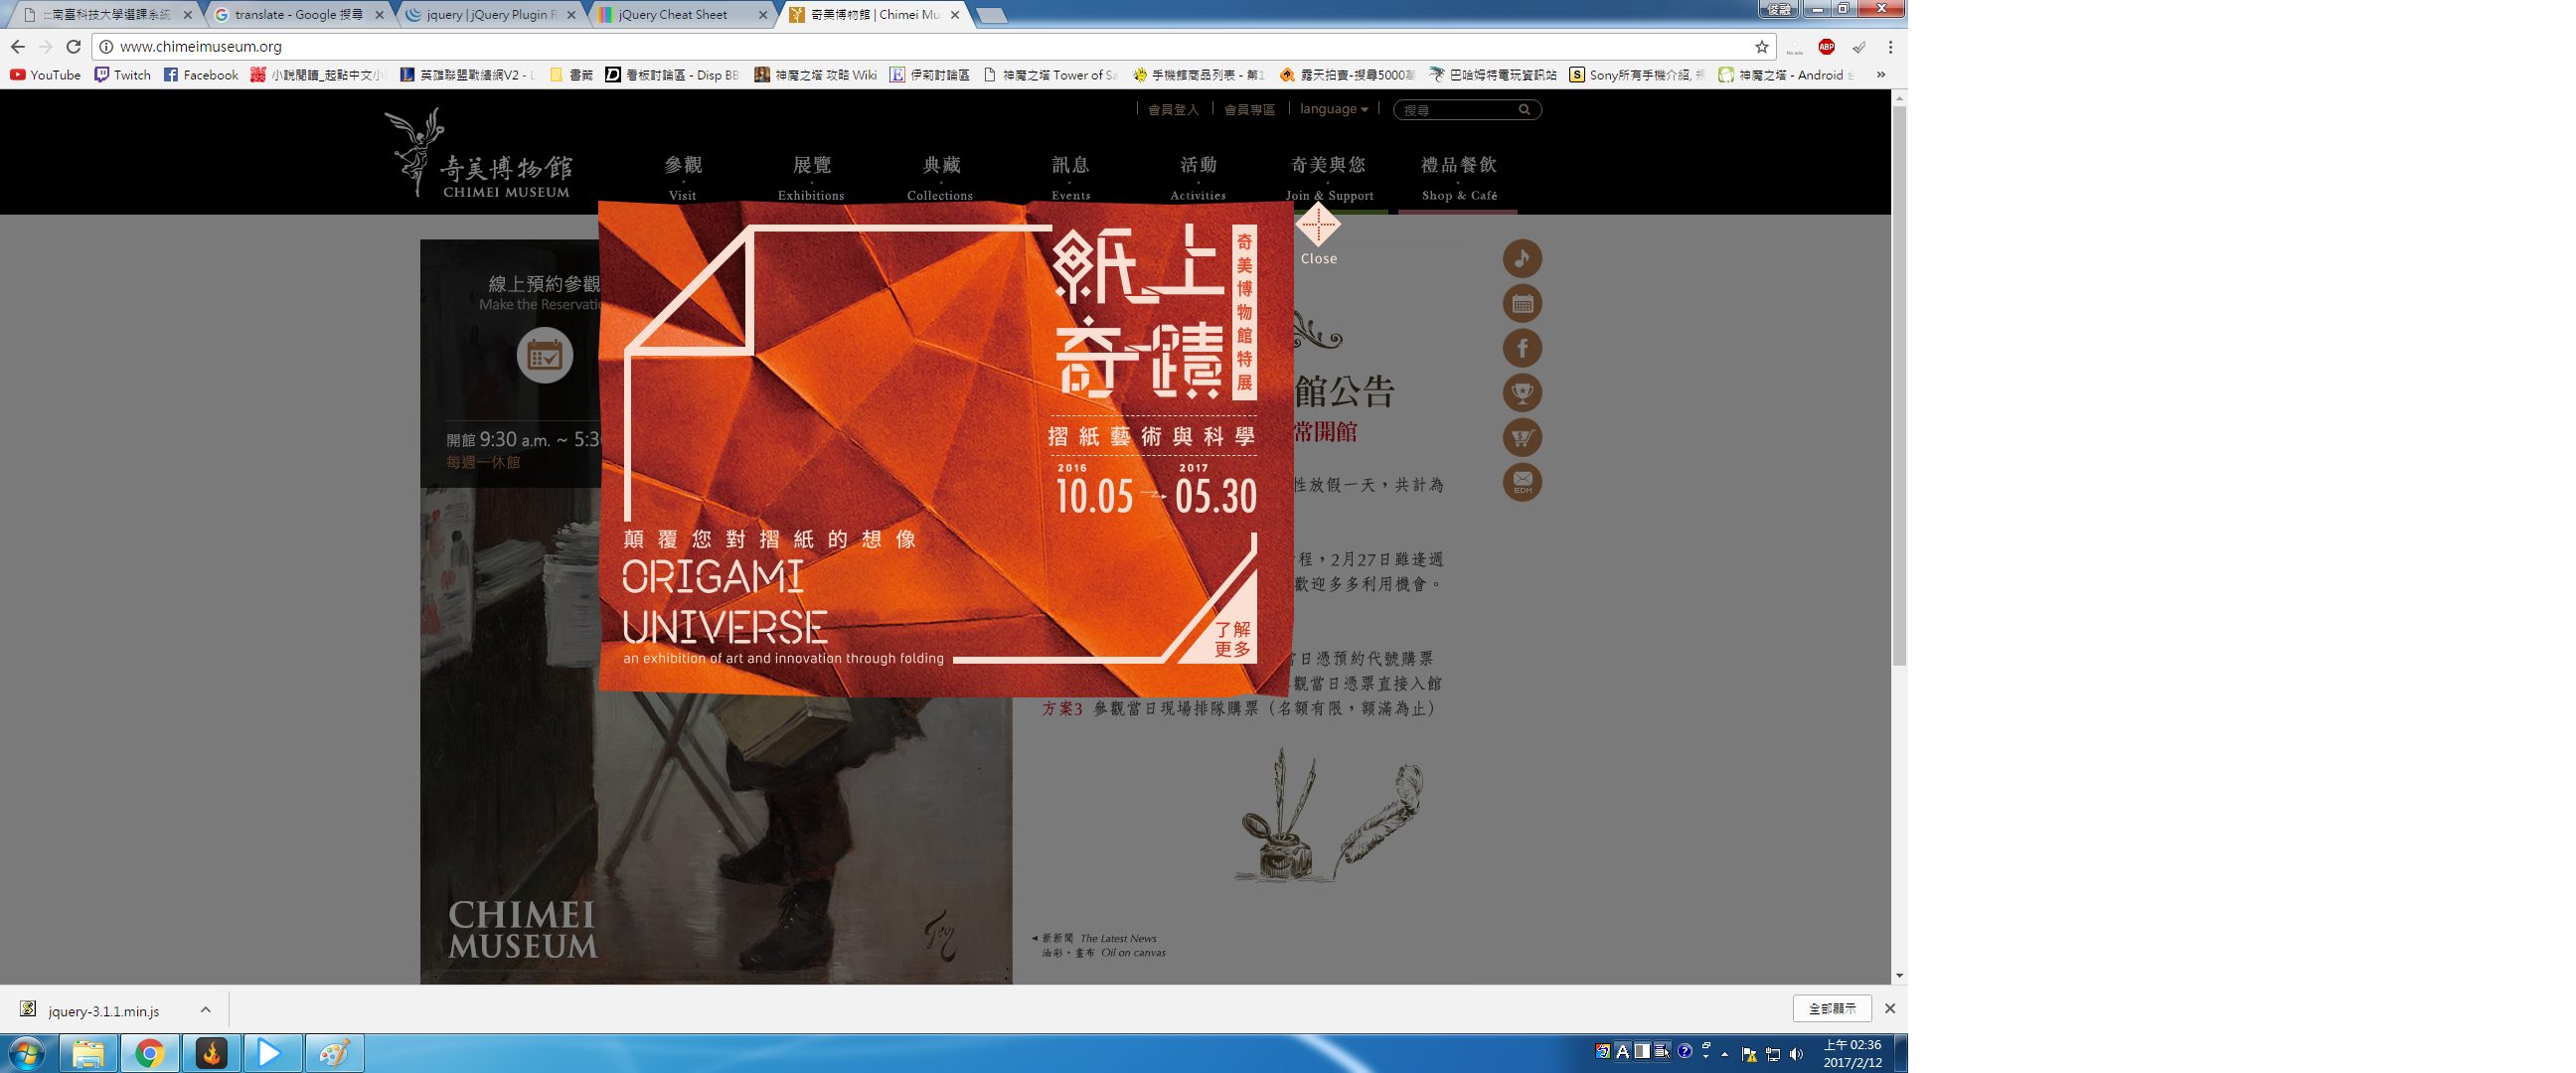 :::南臺科技大學選課系統
translate - Google 搜尋
jquery | jQuery Plugin R
jQuery Cheat Sheet
奇美博物館 | Chimei Mu
俊融
www.chimeimuseum.org
ABP
YouTube
Twitch
Facebook
小說閱讀_起點中文小
英雄聯盟戰績網V2 - L
書籤
看板討論區 - Disp BB
神魔之塔 攻略 Wiki
伊莉討論區
神魔之塔 Tower of Sa
手機館商品列表 - 第1
露天拍賣-搜尋5000萬
巴哈姆特電玩資訊站
Sony所有手機介紹, 規
神魔之塔 - Android
»
會員登入
會員專區
language
搜尋
奇美博物館
CHIMEI MUSEUM
參觀
展覽
典藏
訊息
活動
奇美與您
禮品餐飲
Visit
Exhibitions
Collections
Events
Activities
Join & Support
Shop & Café
Close
線上預約參觀
Make the Reservatio
開館 9:30 a.m. ~ 5:30
每週一休館
紙上
奇蹟
奇美博物館特展
摺紙藝術與科學
2016
2017
10.05
05.30
顛覆您對摺紙的想像
ORIGAMI
UNIVERSE
an exhibition of art and innovation through folding
了解
更多
館公告
常開館
性放假一天，共計為
程，2月27日雖逢週
歡迎多多利用機會。
當日憑預約代號購票
觀當日憑票直接入館
方案3 參觀當日現場排隊購票（名額有限，額滿為止）
EDM
CHIMEI
MUSEUM
新新聞 The Latest News
油彩・畫布 Oil on canvas
jquery-3.1.1.min.js
全部顯示
上午 02:36
2017/2/12